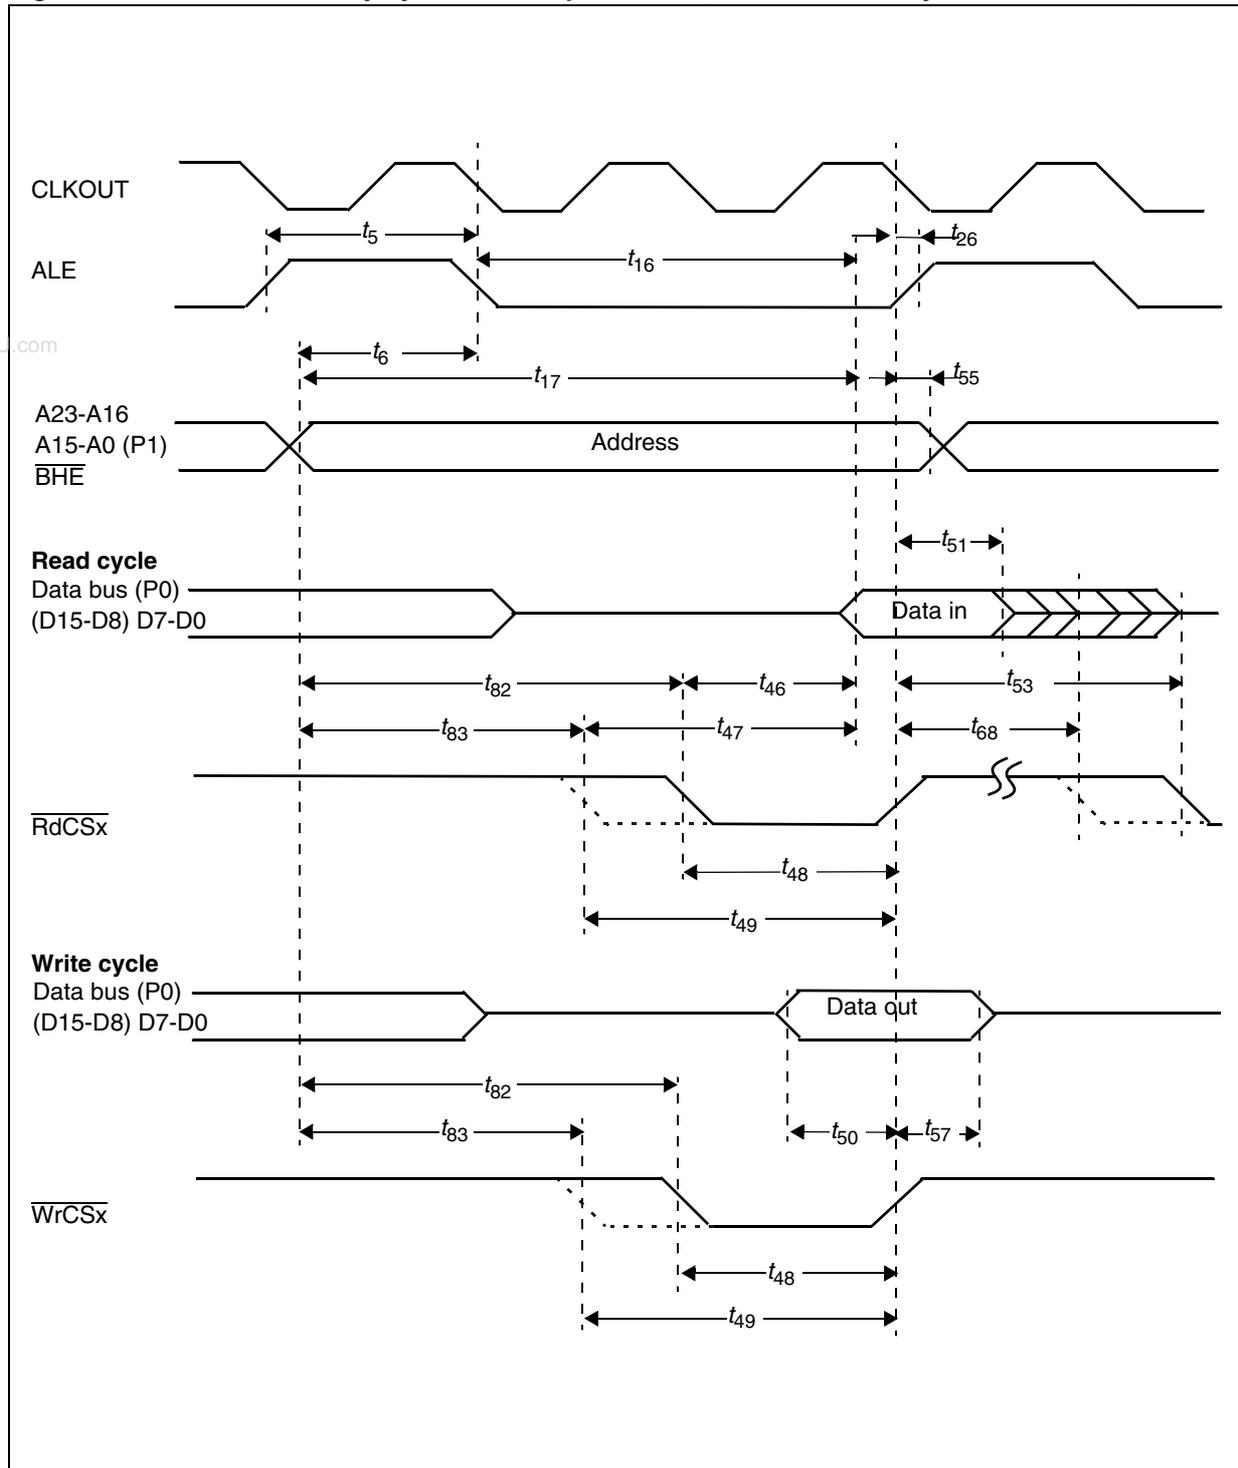 CLKOUT
t5
t26
ALE
t16
U.com
t6
t17
t55
A23-A16
A15-A0 (P1)
Address
BHE
t51
Read cycle
Data bus (P0)
Data in
(D15-D8) D7-D0
t82
t46
t53
t83
t47
t68
RdCSx
t48
t49
Write cycle
Data bus (P0)
Data out
(D15-D8) D7-D0
t82
t83
t50
t57
WrCSx
t48
t49